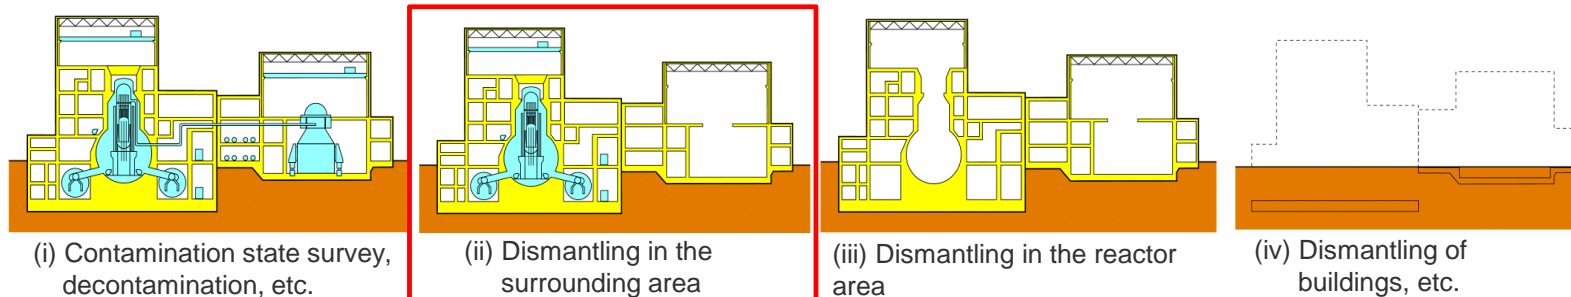 (i) Contamination state survey,
decontamination, etc.
(ii) Dismantling in the
surrounding area
(iii) Dismantling in the reactor
area
(iv) Dismantling of
buildings, etc.